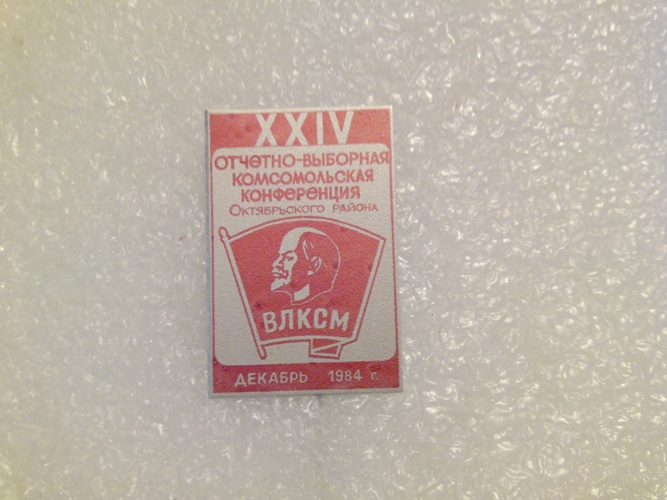 XXIV
ОТЧЕТНО-ВЫБОРНАЯ
КОМСОМОЛЬСКАЯ
КОНФЕРЕНЦИЯ
ОКТЯБРЬСКОГО РАЙОНА
ВЛКСМ
ДЕКАБРЬ 1984 г.